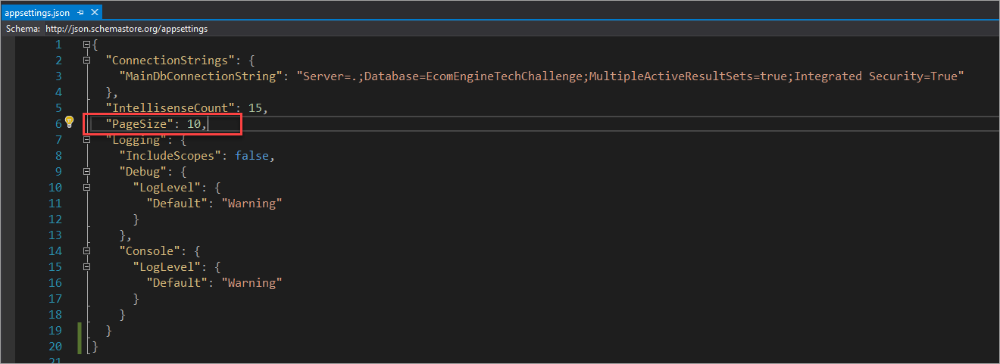 appsettings.json
Schema: http://json.schemastore.org/appsettings
1 {
2 "ConnectionStrings": {
3 "MainDbConnectionString": "Server=.;Database=EcomEngineTechChallenge;MultipleActiveResultSets=true;Integrated Security=True"
4 },
5 "IntellisenseCount": 15,
6 "PageSize": 10,
7 "Logging": {
8 "IncludeScopes": false,
9 "Debug": {
10 "LogLevel": {
11 "Default": "Warning"
12 }
13 },
14 "Console": {
15 "LogLevel": {
16 "Default": "Warning"
17 }
18 }
19 }
20 }
21